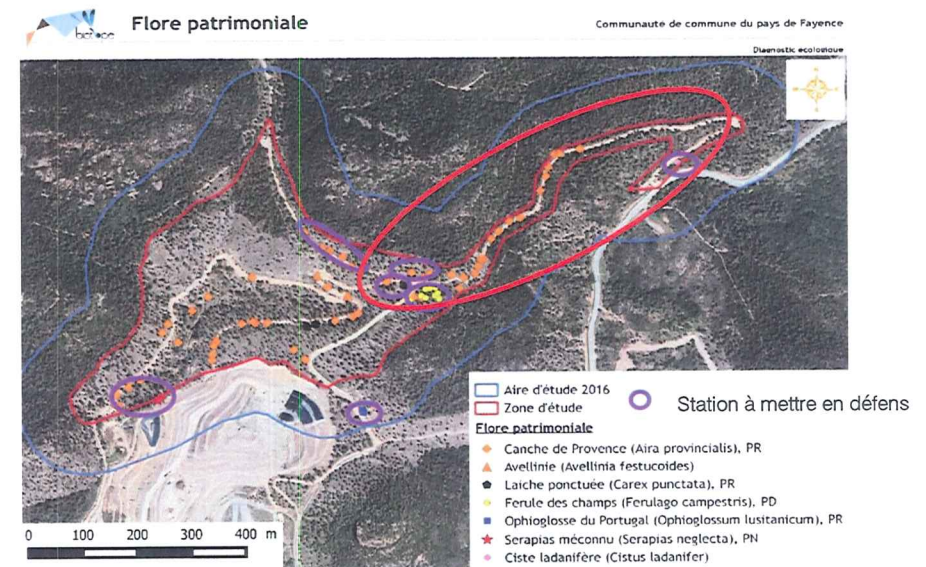 biotope
Flore patrimoniale
Communauté de commune du pays de Fayence
Diagnostic écologique
Aire d'étude 2016
Zone d'étude
Station à mettre en défens
Flore patrimoniale
Canche de Provence (Aira provincialis), PR
Avellinie (Avellinia festucoides)
Laîche ponctuée (Carex punctata), PR
Ferule des champs (Ferulago campestris), PD
Ophioglosse du Portugal (Ophioglossum lusitanicum), PR
Serapias méconnu (Serapias neglecta), PN
Ciste ladanifère (Cistus ladanifer)
0 100 200 300 400 m